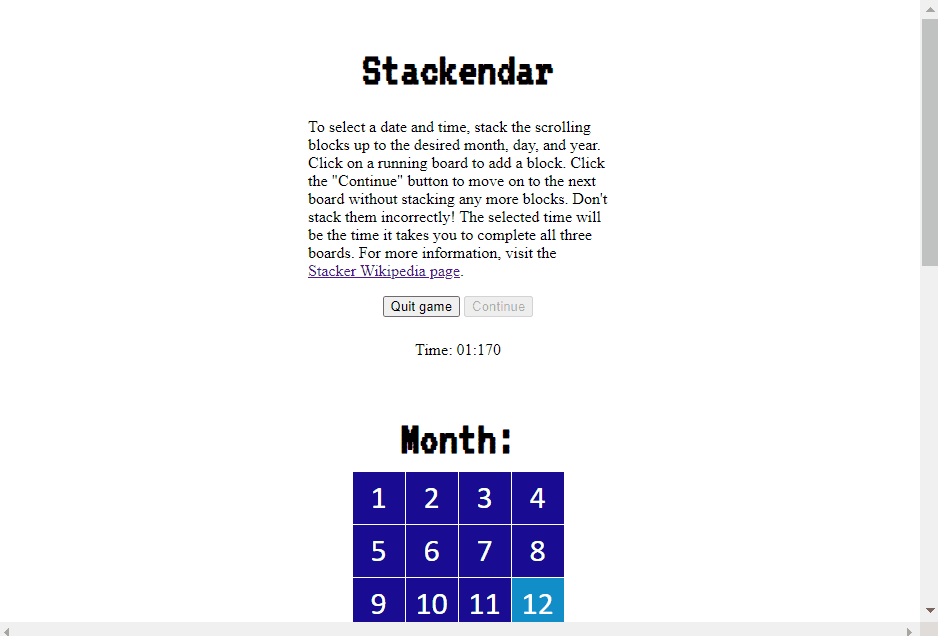 Stackendar
To select a date and time, stack the scrolling
blocks up to the desired month, day, and year.
Click on a running board to add a block. Click
the "Continue" button to move on to the next
board without stacking any more blocks. Don't
stack them incorrectly! The selected time will
be the time it takes you to complete all three
boards. For more information, visit the
Stacker Wikipedia page.
Quit game Continue
Time: 01:170
Month:
1 2 3 4
5 6 7 8
9 10 11 12